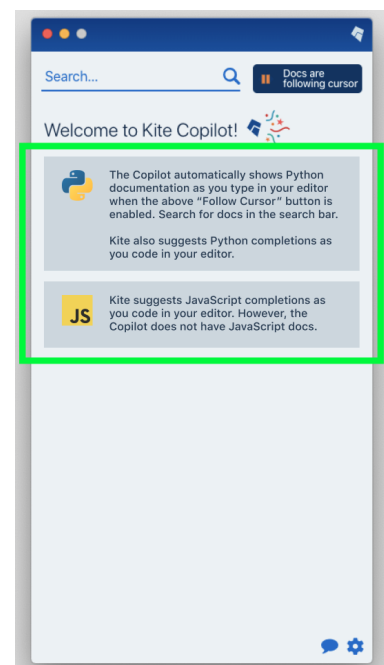 Search...
Docs are
following cursor
Welcome to Kite Copilot!
The Copilot automatically shows Python
documentation as you type in your editor
when the above “Follow Cursor” button is
enabled. Search for docs in the search bar.
Kite also suggests Python completions as
you code in your editor.
JS
Kite suggests JavaScript completions as
you code in your editor. However, the
Copilot does not have JavaScript docs.